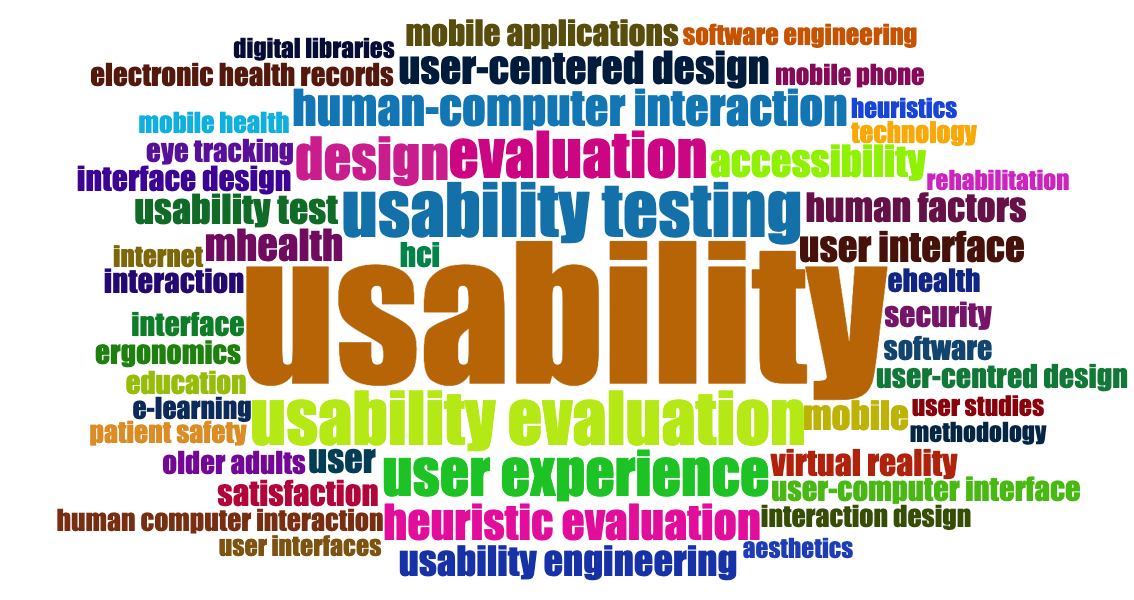 mobile applications software engineering
digital libraries
electronic health records user-centered design mobile phone
human-computer interaction heuristics
mobile health technology
eye tracking design evaluation accessibility
interface design rehabilitation
usability test usability testing human factors
internet mhealth hci user interface
interaction usability ehealth
security
interface
ergonomics software
education user-centred design
e-learning usability evaluation mobile user studies
patient safety methodology
older adults user user experience virtual reality
satisfaction user-computer interface
human computer interaction heuristic evaluation interaction design
user interfaces usability engineering aesthetics